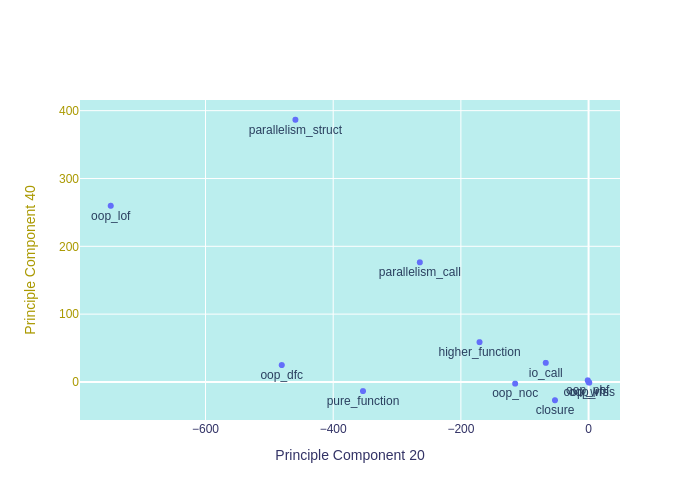 400
300
200
100
0
Principle Component 40
parallelism_struct
oop_lof
parallelism_call
higher_function
io_call
oop_dfc
pure_function
oop_noc
closure
−600
−400
−200
0
Principle Component 20